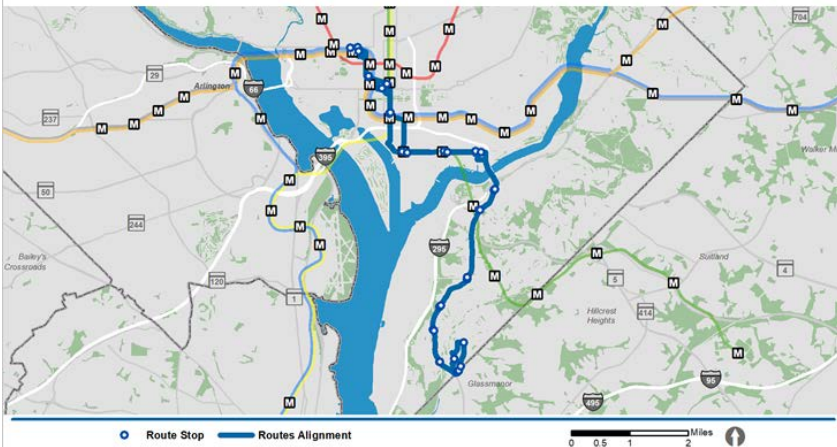 704
29
Arlington
66
237
M
Walker M
395
50
244
295
Bailey's
Crossroads
Suitland
120
5
4
1
Hillcrest
Heights
414
Glassmanor
95
495
Route Stop
Routes Alignment
Miles
0 0.5 1 2